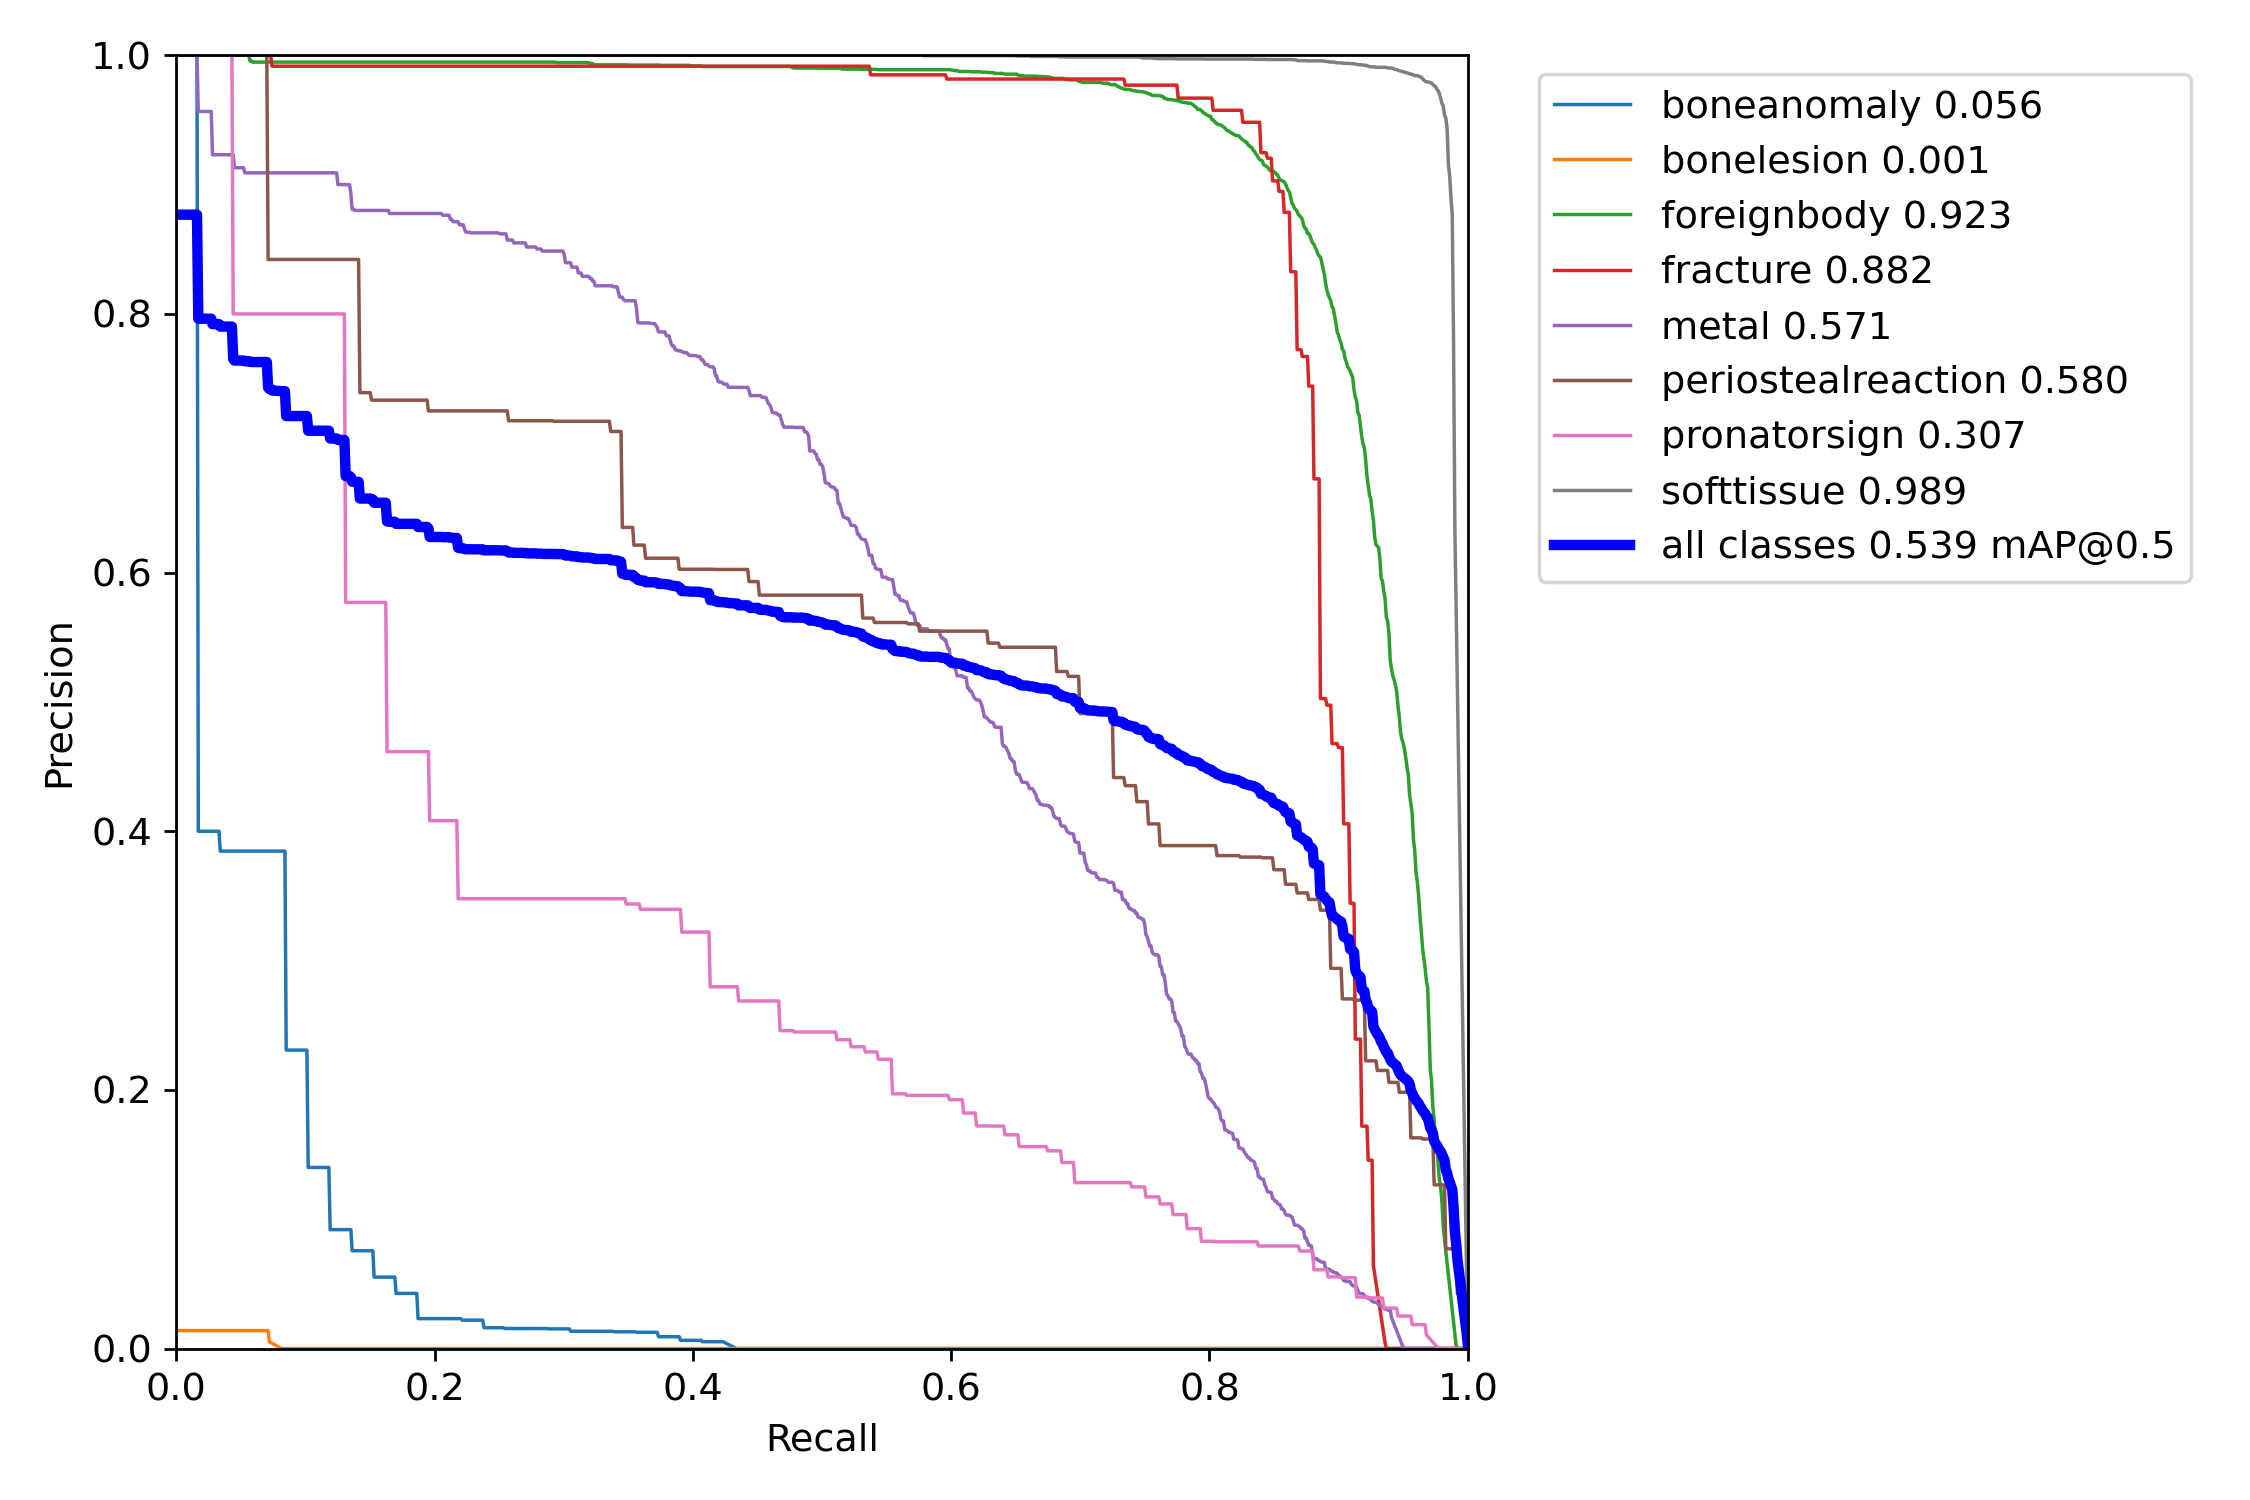 1.0
0.8
0.6
0.4
0.2
0.0
Precision
0.0 0.2 0.4 0.6 0.8 1.0
Recall
boneanomaly 0.056
bonelesion 0.001
foreignbody 0.923
fracture 0.882
metal 0.571
periostealreaction 0.580
pronatorsign 0.307
softtissue 0.989
all classes 0.539 mAP@0.5